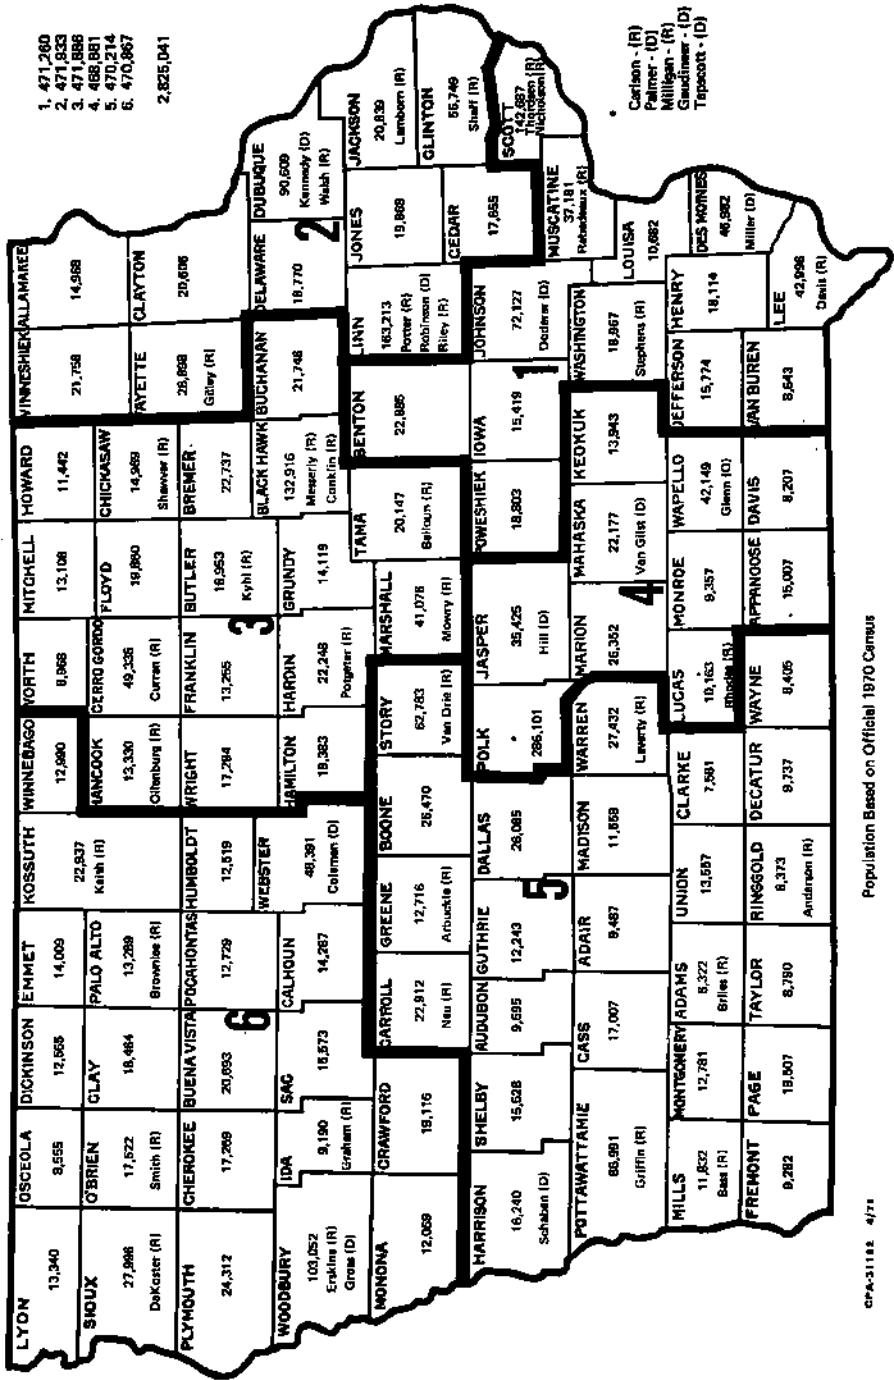 1. 471,260
2. 471,933
3. 471,886
4. 468,881
5. 470,214
6. 470,867
2,825,041
LYON
13,340
OSCEOLA
8,555
DICKINSON
12,565
EMMET
14,009
KOSSUTH
22,937
Keith (R)
WINNEBAGO
12,990
WORTH
8,968
MITCHELL
13,108
HOWARD
11,442
WINNESHIEK
21,758
ALLAMAKEE
14,968
SIOUX
27,996
DeKoster (R)
O'BRIEN
17,522
Smith (R)
CLAY
18,464
PALO ALTO
13,289
Brownlee (R)
HANCOCK
13,330
Ollenburg (R)
CERRO GORDO
49,335
Curran (R)
FLOYD
19,860
CHICKASAW
14,969
Shawver (R)
FAYETTE
26,898
Gilley (R)
CLAYTON
20,606
PLYMOUTH
24,312
CHEROKEE
17,269
BUENA VISTA
20,693
6
POCAHONTAS
12,729
HUMBOLDT
12,519
WRIGHT
17,294
FRANKLIN
13,255
3
BUTLER
16,953
Kyhl (R)
BREMER
22,737
BLACK HAWK
132,916
Messerly (R)
Conklin (R)
BUCHANAN
21,746
DELAWARE
18,770
2
DUBUQUE
90,609
Kennedy (D)
Walsh (R)
WOODBURY
103,052
Erskine (R)
Gross (D)
IDA
9,190
Graham (R)
SAC
15,573
CALHOUN
14,287
WEBSTER
48,391
Coleman (D)
HAMILTON
18,383
HARDIN
22,248
Potgeter (R)
GRUNDY
14,119
TAMA
20,147
Balloun (R)
BENTON
22,885
LINN
163,213
Potter (R)
Robinson (D)
Riley (R)
JONES
19,868
JACKSON
20,839
Lamborn (R)
MONONA
12,069
CRAWFORD
19,116
CARROLL
22,912
Neu (R)
GREENE
12,716
Arbuckle (R)
BOONE
26,470
STORY
62,783
Van Drie (R)
MARSHALL
41,076
Mowry (R)
CEDAR
17,655
CLINTON
56,749
Shaff (R)
HARRISON
16,240
Schaben (D)
SHELBY
15,528
AUDUBON
9,595
GUTHRIE
12,243
5
DALLAS
26,085
POLK
*
286,101
JASPER
35,425
Hill (D)
POWESHIEK
18,803
IOWA
15,419
1
JOHNSON
72,127
Doderer (D)
MUSCATINE
37,181
Rabedeaux (R)
SCOTT
142,687
Thordsen (R)
Nicholson (R)
POTTAWATTAMIE
86,991
Griffin (R)
CASS
17,007
ADAIR
9,487
MADISON
11,558
WARREN
27,432
Laverty (R)
MARION
26,352
4
MAHASKA
22,177
Van Gilst (D)
KEOKUK
13,943
WASHINGTON
18,967
Stephens (R)
LOUISA
10,682
MILLS
11,832
Bass (R)
MONTGOMERY
12,781
ADAMS
6,322
Briles (R)
UNION
13,557
CLARKE
7,581
LUCAS
10,163
Rhodes (R)
MONROE
9,357
WAPELLO
42,149
Glenn (D)
JEFFERSON
15,774
HENRY
18,114
DES MOINES
46,982
Miller (D)
FREMONT
9,282
PAGE
18,507
TAYLOR
8,790
RINGGOLD
6,373
Anderson (R)
DECATUR
9,737
WAYNE
8,405
APPANOOSE
15,007
DAVIS
8,207
VAN BUREN
8,643
LEE
42,996
Davis (R)
*
Carlson - (R)
Palmer - (D)
Milligan - (R)
Gaudineer - (D)
Tapscott - (D)
Population Based on Official 1970 Census
CPA-31182 4/71